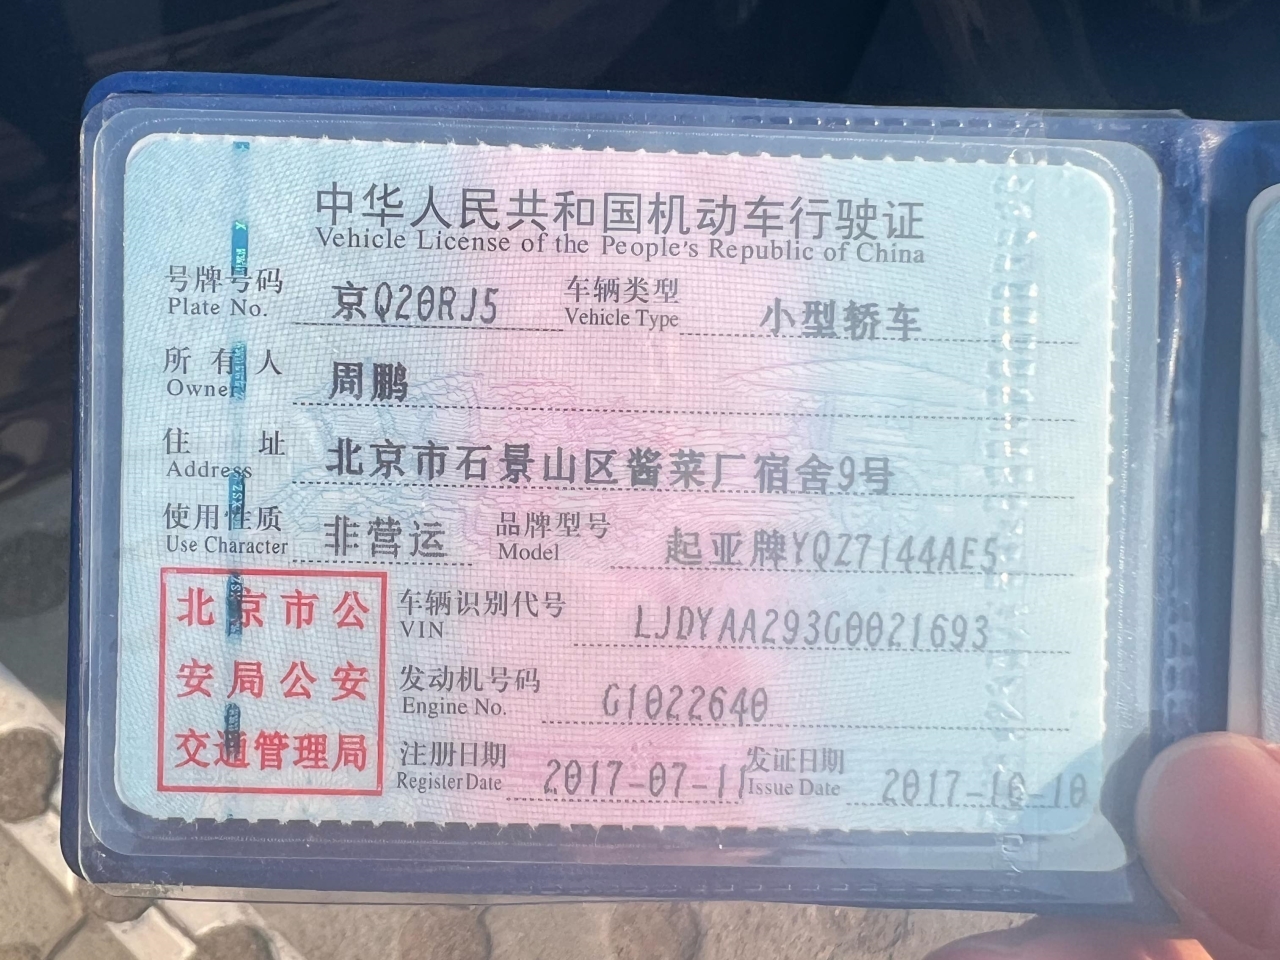 中华人民共和国机动车行驶证
Vehicle License of the People's Republic of China
号牌号码 京Q20RJ5 车辆类型 小型轿车
Plate No. Vehicle Type
所有人 周鹏
Owner
住址 北京市石景山区酱菜厂宿舍9号
Address
使用性质 非营运 品牌型号 起亚牌YQZ7144AE5
Use Character Model
北京市公
安局公安
交通管理局
车辆识别代号 LJDYAA293G0021693
VIN
发动机号码 G1022640
Engine No.
注册日期 2017-07-11 发证日期 2017-10-10
Register Date Issue Date